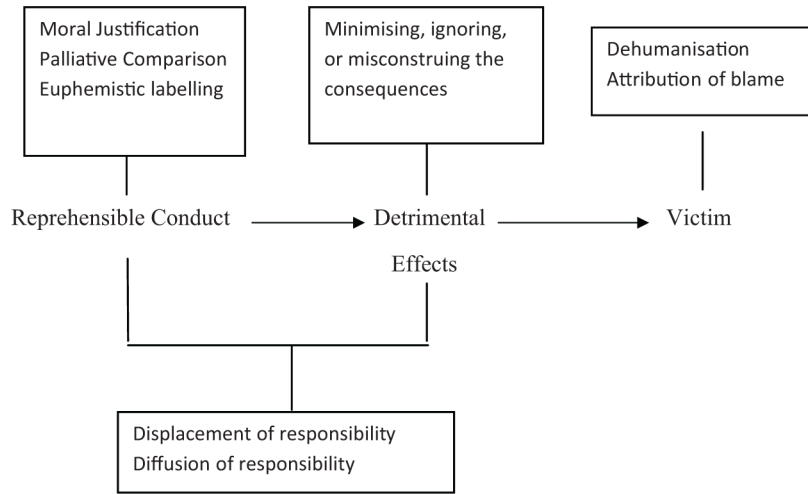 Moral Justification
Palliative Comparison
Euphemistic labelling
Minimising, ignoring,
or misconstruing the
consequences
Dehumanisation
Attribution of blame
Reprehensible Conduct
Detrimental
Effects
Victim
Displacement of responsibility
Diffusion of responsibility